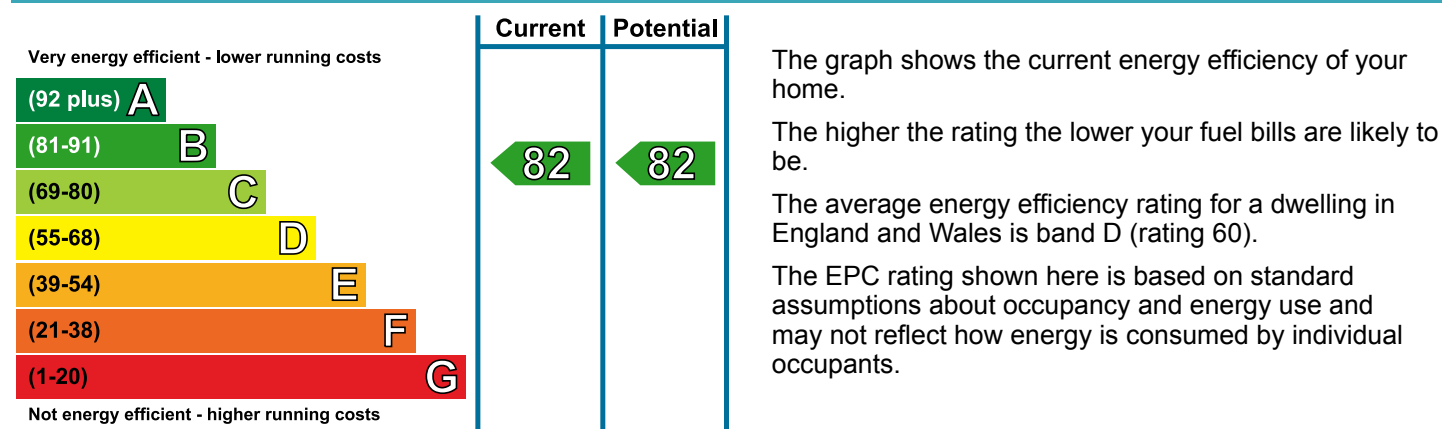 Current Potential
Very energy efficient - lower running costs
(92 plus) A
(81-91) B
82 82
(69-80) C
(55-68) D
(39-54) E
(21-38) F
(1-20) G
Not energy efficient - higher running costs
The graph shows the current energy efficiency of your
home.
The higher the rating the lower your fuel bills are likely to
be.
The average energy efficiency rating for a dwelling in
England and Wales is band D (rating 60).
The EPC rating shown here is based on standard
assumptions about occupancy and energy use and
may not reflect how energy is consumed by individual
occupants.